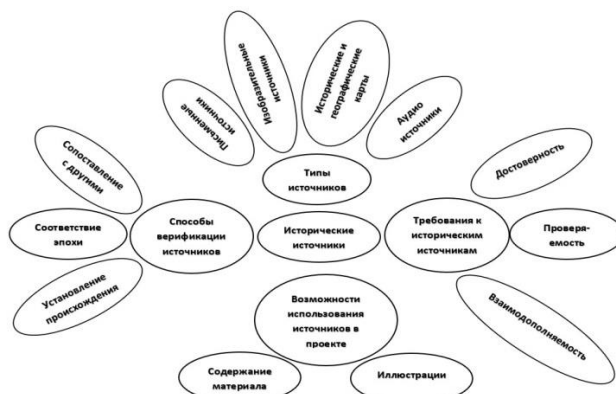 Изобразительные
источники
Исторические и
географические
карты
Письменные
источники
Аудио
источники
Сопоставление
с другими
Типы
источников
Достоверность
Соответствие
эпохи
Способы
верификации
источников
Исторические
источники
Требования к
историческим
источникам
Проверя-
емость
Установление
происхождения
Возможности
использования
источников в
проекте
Взаимодополняемость
Содержание
материала
Иллюстрации